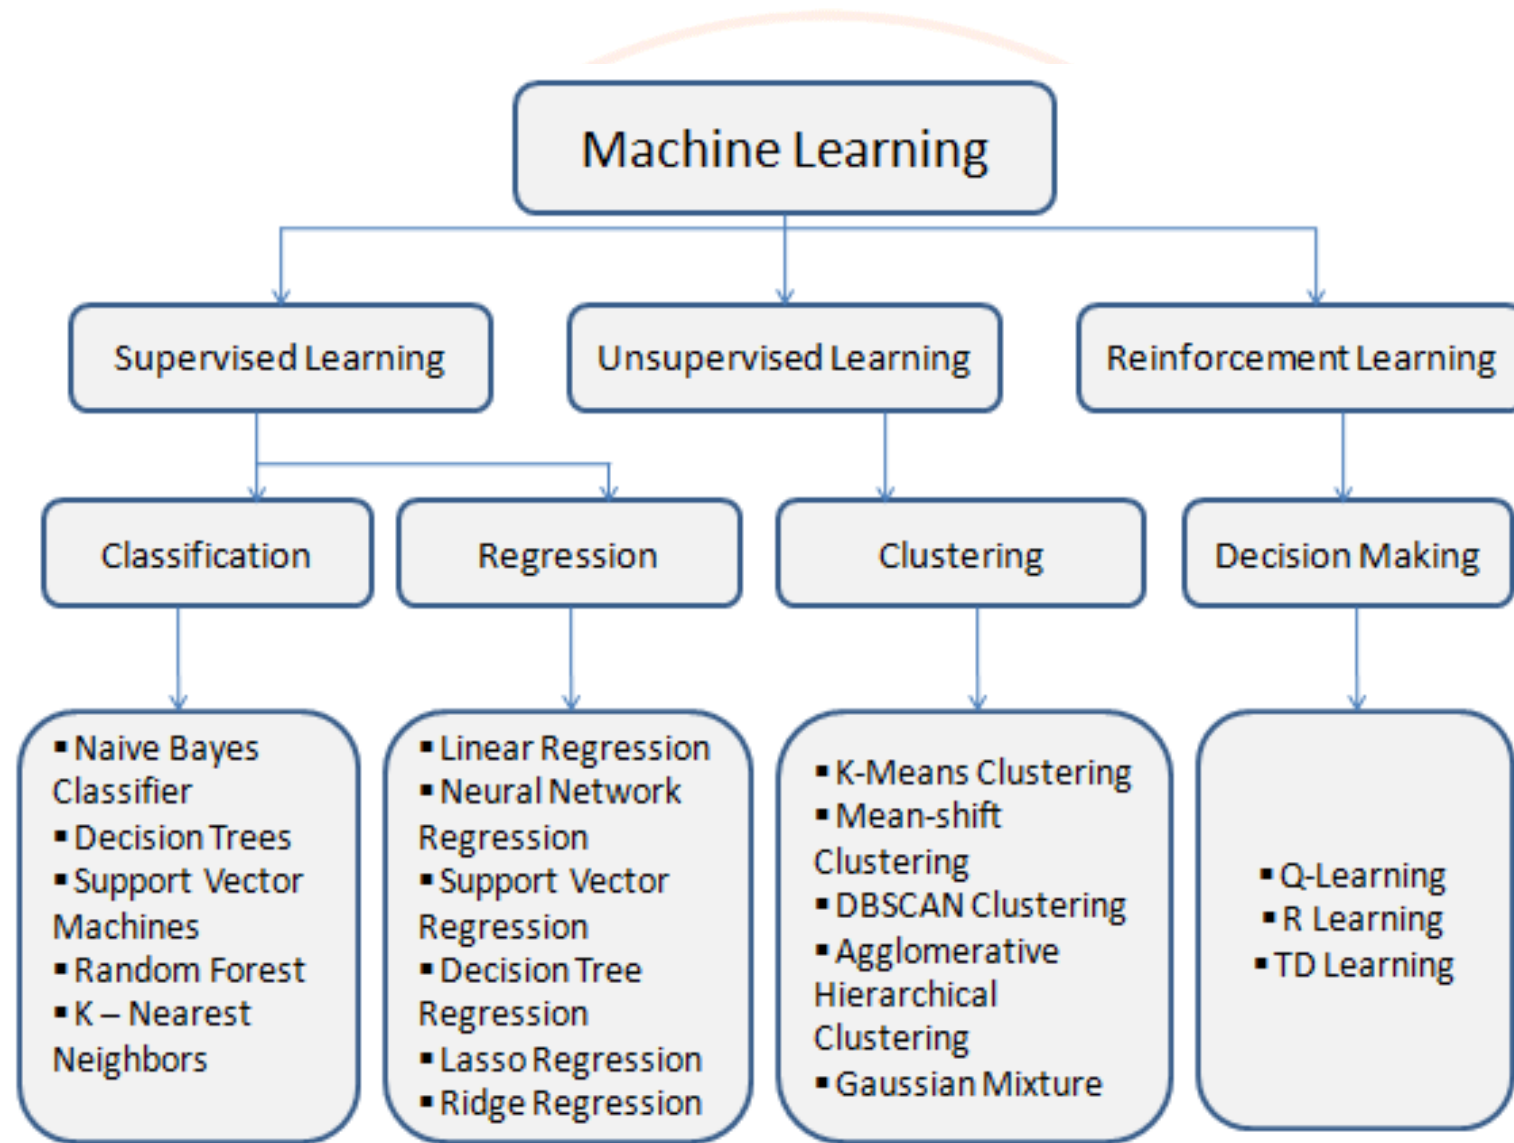 Machine Learning
Supervised Learning
Unsupervised Learning
Reinforcement Learning
Classification
Regression
Clustering
Decision Making
▪ Naive Bayes
Classifier
▪ Decision Trees
▪ Support Vector
Machines
▪ Random Forest
▪ K – Nearest
Neighbors
▪ Linear Regression
▪ Neural Network
Regression
▪ Support Vector
Regression
▪ Decision Tree
Regression
▪ Lasso Regression
▪ Ridge Regression
▪ K-Means Clustering
▪ Mean-shift
Clustering
▪ DBSCAN Clustering
▪ Agglomerative
Hierarchical
Clustering
▪ Gaussian Mixture
▪ Q-Learning
▪ R Learning
▪ TD Learning